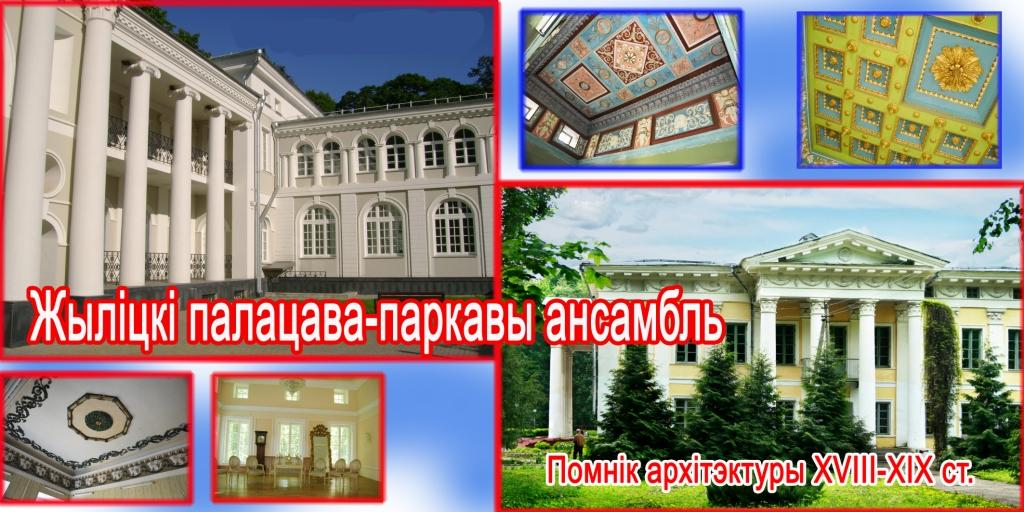 Жыліцкі палацава-паркавы ансамбль
Помнік архітэктуры XVIII-XIX ст.